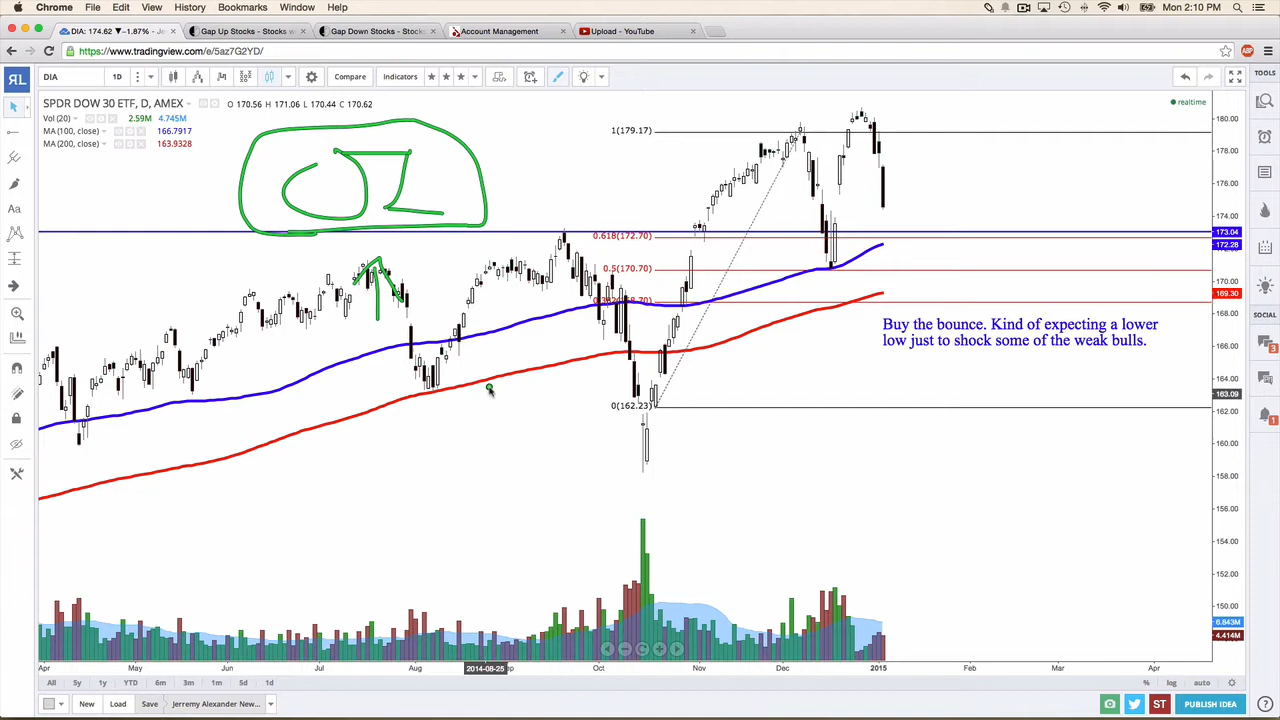 Chrome File Edit View History Bookmarks Window Help Mon 2:10 PM
DIA: 174.62 ▼-1.87% - Je Gap Up Stocks - Stocks w Gap Down Stocks - Stocks Account Management Upload - YouTube
https://www.tradingview.com/e/5az7G2YD/
DIA 1D Compare Indicators TOOLS
SPDR DOW 30 ETF, D, AMEX O 170.56 H 171.06 L 170.44 C 170.62 realtime
Vol (20) 2.59M 4.745M
MA (100, close) 166.7917
MA (200, close) 163.9328
1(179.17)
0.618(172.70)
0.5(170.70)
0(162.23)
180.00
178.00
176.00
174.00
173.04
172.28
170.00
169.30
168.00
166.00
164.00
163.09
162.00
160.00
158.00
156.00
154.00
152.00
150.00
6.843M
4.414M
Buy the bounce. Kind of expecting a lower
low just to shock some of the weak bulls.
SOCIAL
3
1
Apr May Jun Jul Aug 2014-08-25 Oct Nov Dec 2015 Feb Mar Apr
All 5y 1y YTD 6m 3m 1m 5d 1d % log auto
New Load Save Jerremy Alexander New... ST PUBLISH IDEA